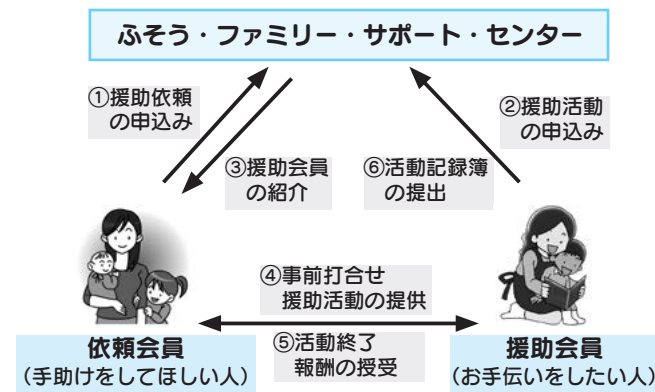 ふそう・ファミリー・サポート・センター
①援助依頼
の申込み
②援助活動
の申込み
③援助会員
の紹介
⑥活動記録簿
の提出
④事前打合せ
援助活動の提供
⑤活動終了
報酬の授受
依頼会員
(手助けをしてほしい人)
援助会員
(お手伝いをしたい人)